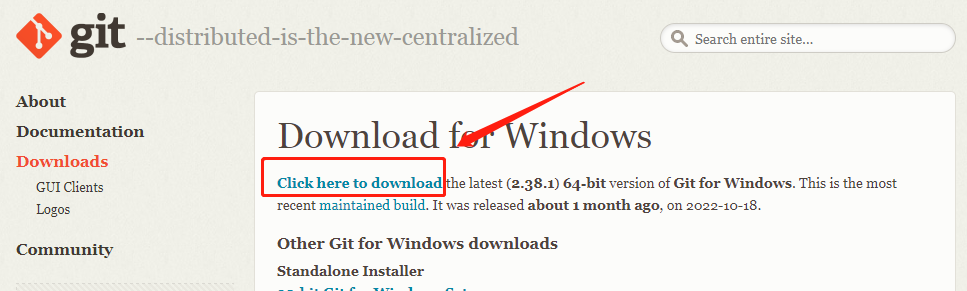 git --distributed-is-the-new-centralized
Search entire site...
About
Documentation
Downloads
GUI Clients
Logos
Community
Download for Windows
Click here to download the latest (2.38.1) 64-bit version of Git for Windows. This is the most
recent maintained build. It was released about 1 month ago, on 2022-10-18.
Other Git for Windows downloads
Standalone Installer